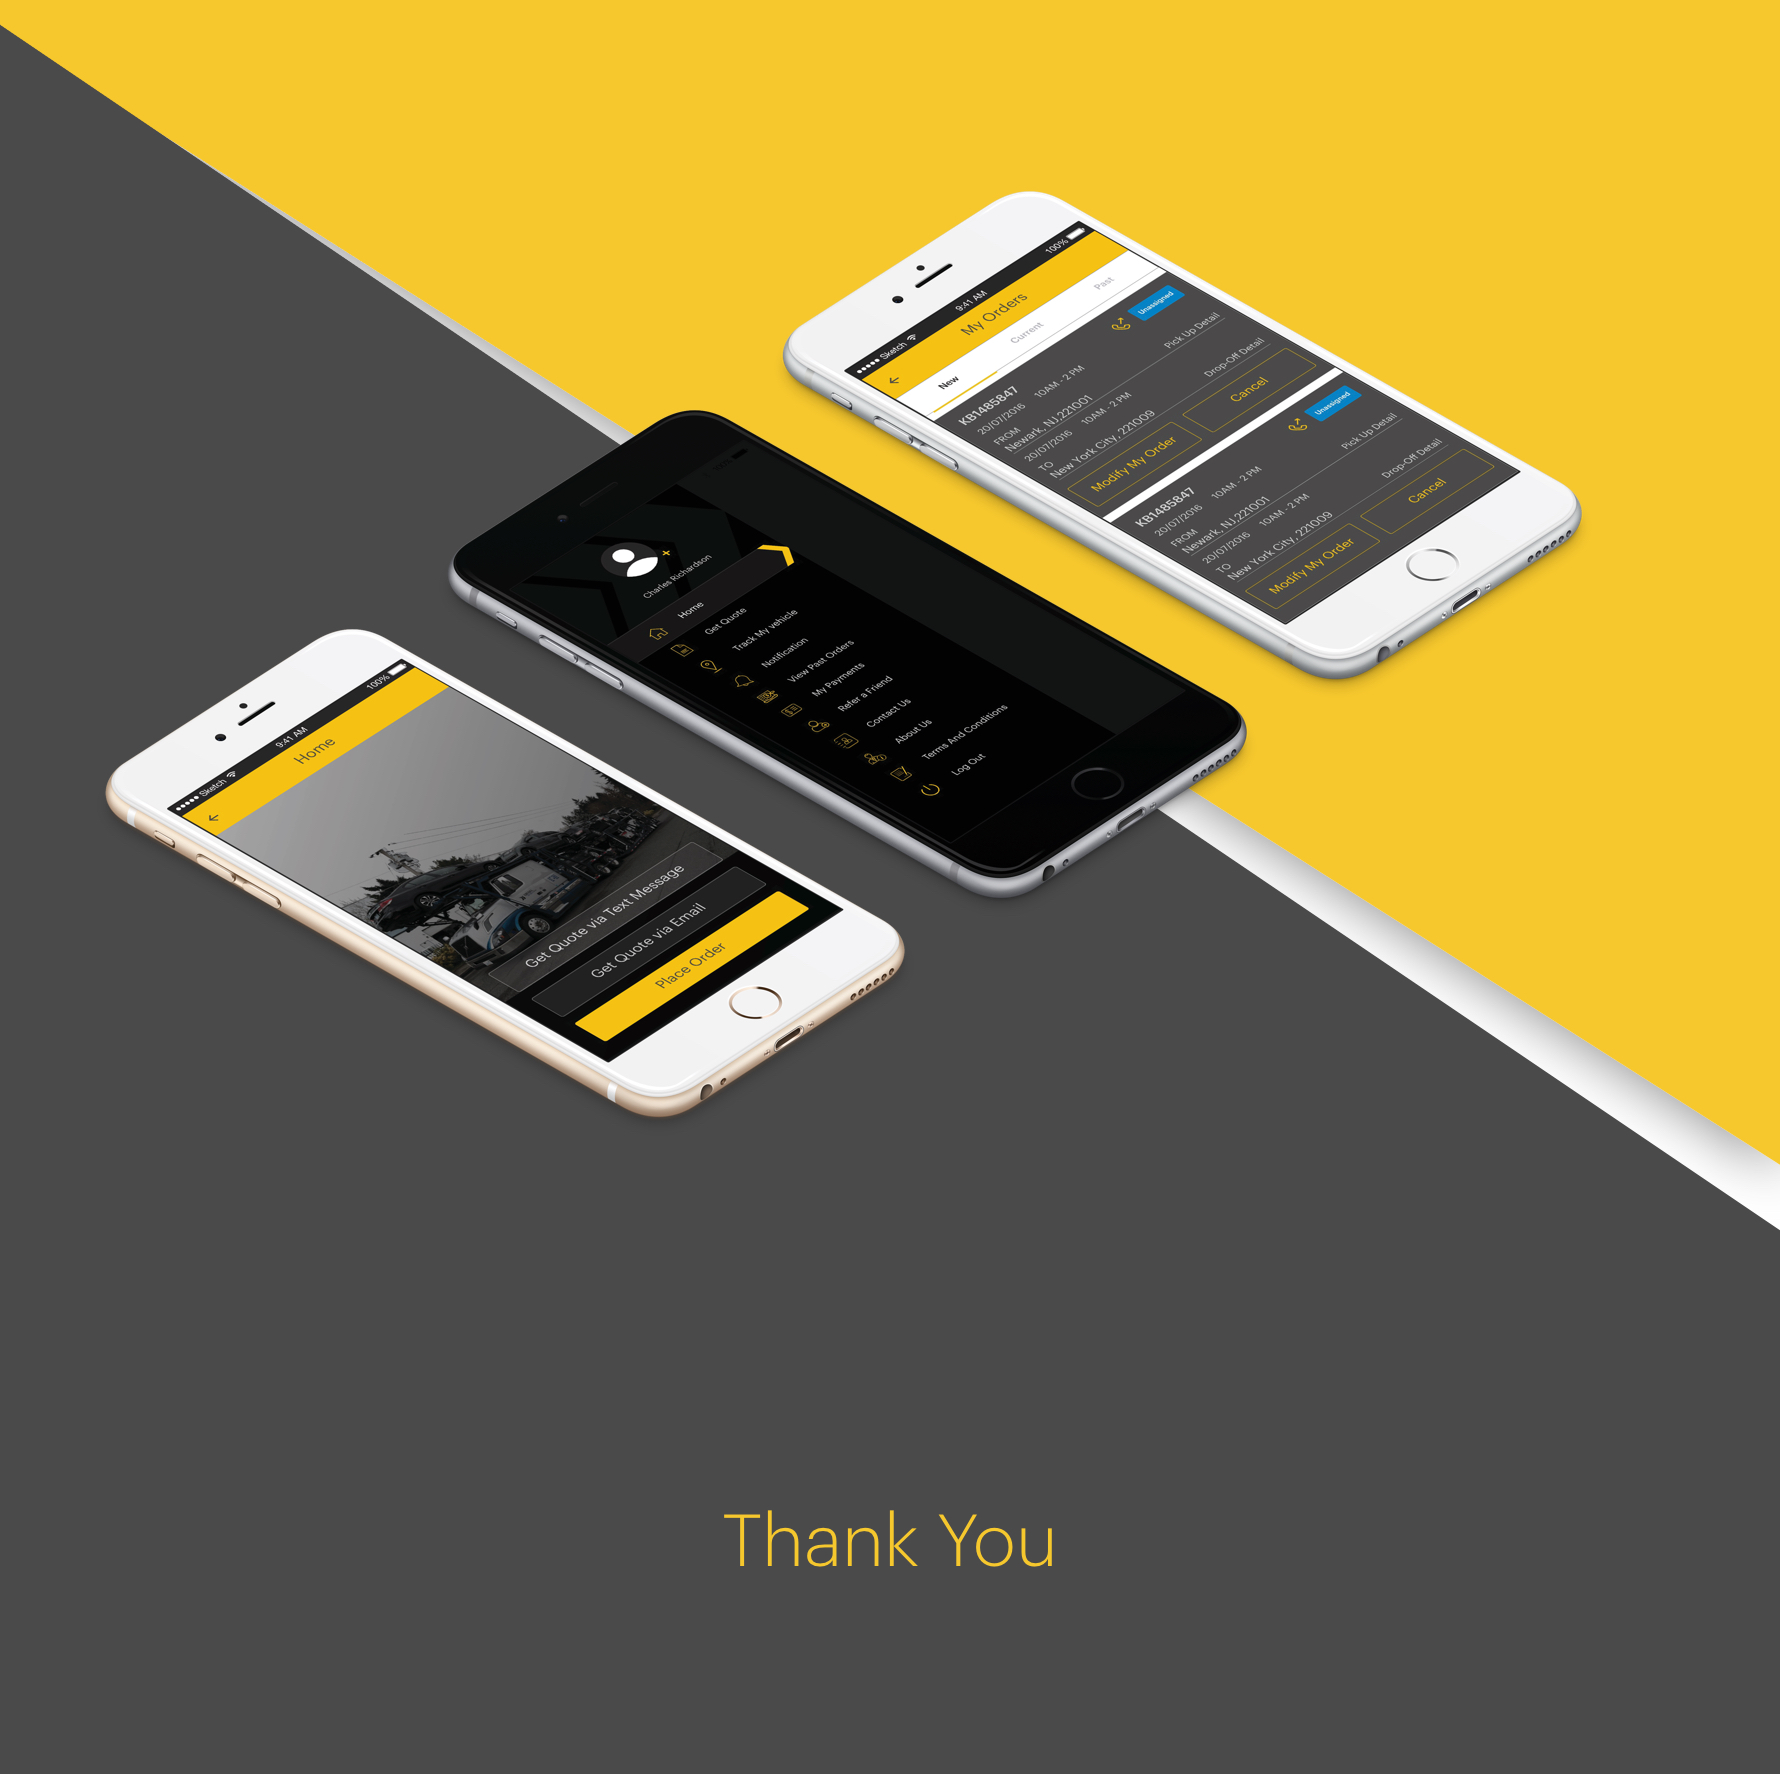 ●●●●● Sketch 9:41 AM 100%
My Orders
New Current Past
KB1485847 Unassigned
20/07/2016 10AM - 2 PM
FROM
Newark, NJ,221001 Pick Up Detail
20/07/2016 10AM - 2 PM
TO
New York City, 221009 Drop-Off Detail
Modify My Order Cancel
KB1485847 Unassigned
20/07/2016 10AM - 2 PM
FROM
Newark, NJ,221001 Pick Up Detail
20/07/2016 10AM - 2 PM
TO
New York City, 221009 Drop-Off Detail
Modify My Order Cancel
100%
Charles Richardson
Home
Get Quote
Track My vehicle
Notification
View Past Orders
My Payments
Refer a Friend
Contact Us
About Us
Terms And Conditions
Log Out
●●●●● Sketch 9:41 AM 100%
Home
Get Quote via Text Message
Get Quote via Email
Place Order
Thank You